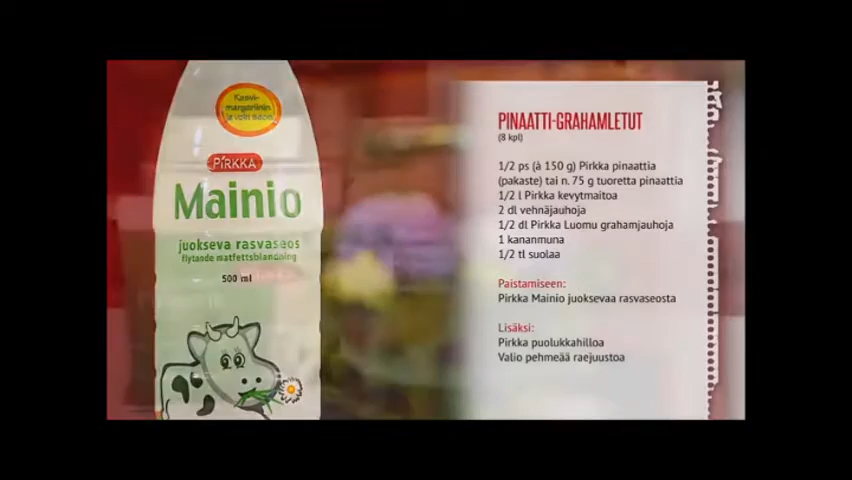 Kasvi-
margariinin
ja voin seos
PIRKKA
Mainio
juokseva rasvaseos
flytande matfettsblandning
500 ml
PINAATTI-GRAHAMLETUT
(8 kpl)
1/2 ps (à 150 g) Pirkka pinaattia
(pakaste) tai n. 75 g tuoretta pinaattia
1/2 l Pirkka kevytmaitoa
2 dl vehnäjauhoja
1/2 dl Pirkka Luomu grahamjauhoja
1 kananmuna
1/2 tl suolaa
Paistamiseen:
Pirkka Mainio juoksevaa rasvaseosta
Lisäksi:
Pirkka puolukkahilloa
Valio pehmeää raejuustoa